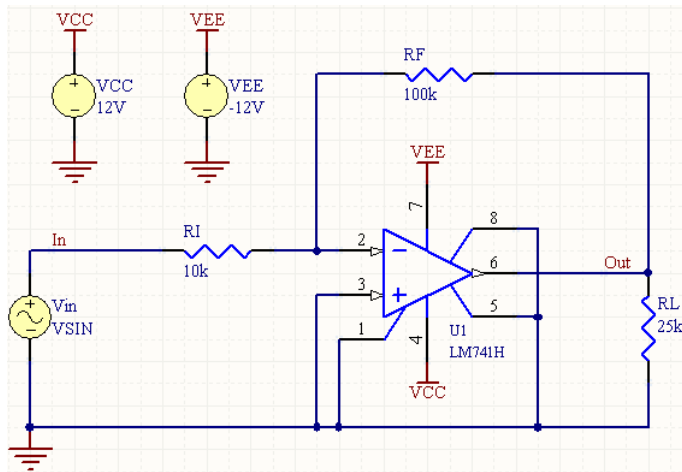 VCC
VEE
VCC
12V
VEE
-12V
RF
100k
VEE
7
8
In
RI
10k
2
6
Out
3
Vin
VSIN
1
4
5
U1
LM741H
RL
25k
VCC